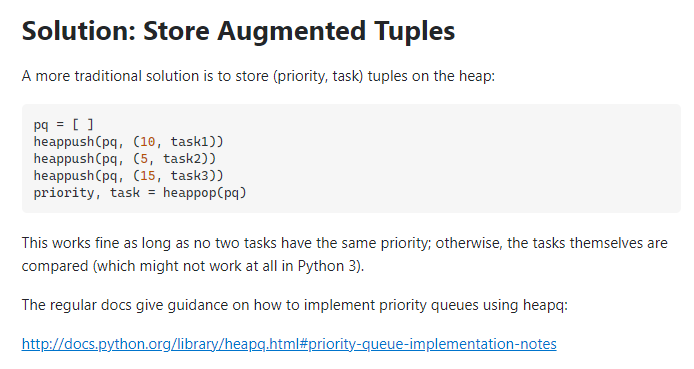 Solution: Store Augmented Tuples
A more traditional solution is to store (priority, task) tuples on the heap:
pq = [ ]
heappush(pq, (10, task1))
heappush(pq, (5, task2))
heappush(pq, (15, task3))
priority, task = heappop(pq)
This works fine as long as no two tasks have the same priority; otherwise, the tasks themselves are
compared (which might not work at all in Python 3).
The regular docs give guidance on how to implement priority queues using heapq:
http://docs.python.org/library/heapq.html#priority-queue-implementation-notes